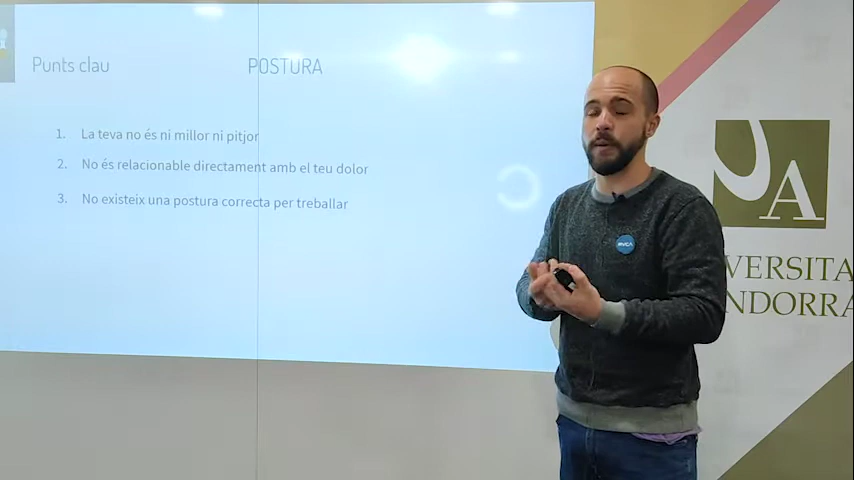 Punts clau
POSTURA
1. La teva no és ni millor ni pitjor
2. No és relacionable directament amb el teu dolor
3. No existeix una postura correcta per treballar
A
VERSITA
NDORRA